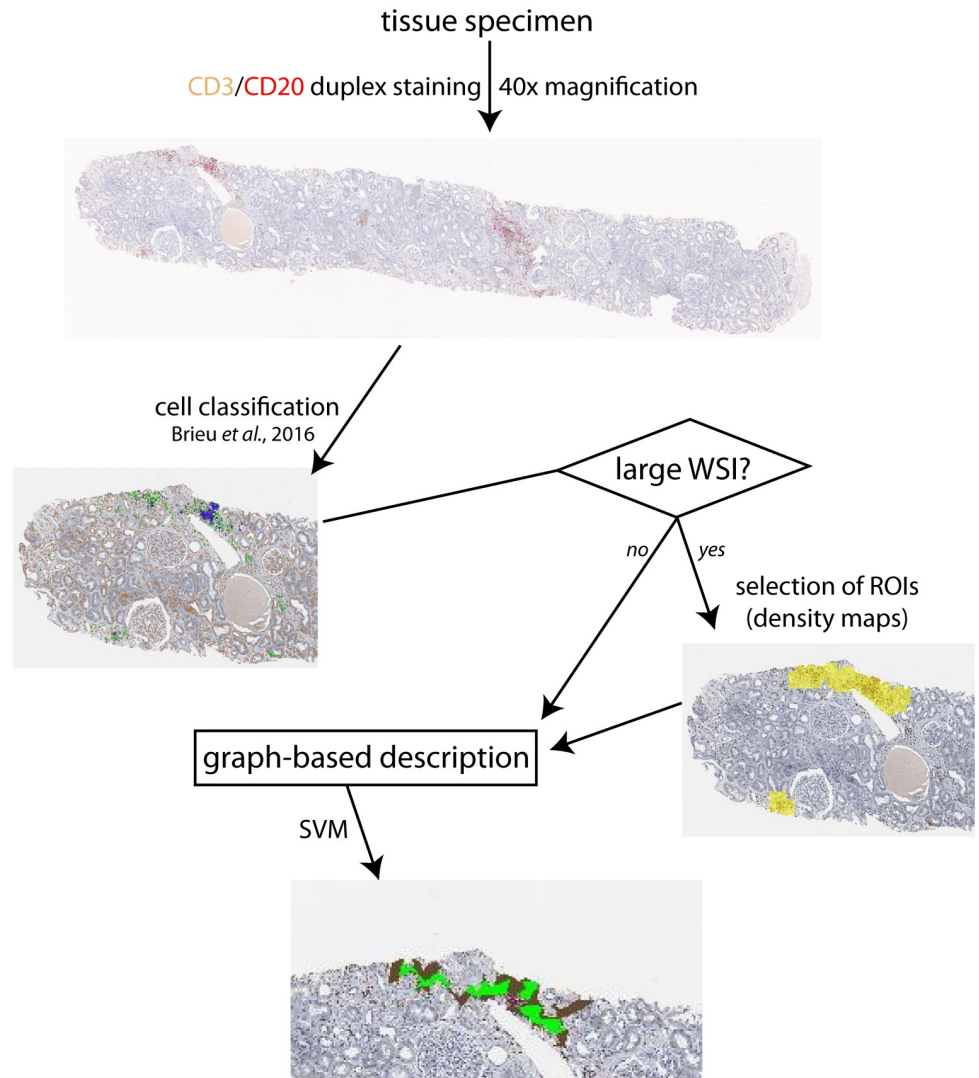 tissue specimen
CD3/CD20 duplex staining 40x magnification
cell classification
Brieu et al., 2016
large WSI?
no
yes
selection of ROIs
(density maps)
graph-based description
SVM